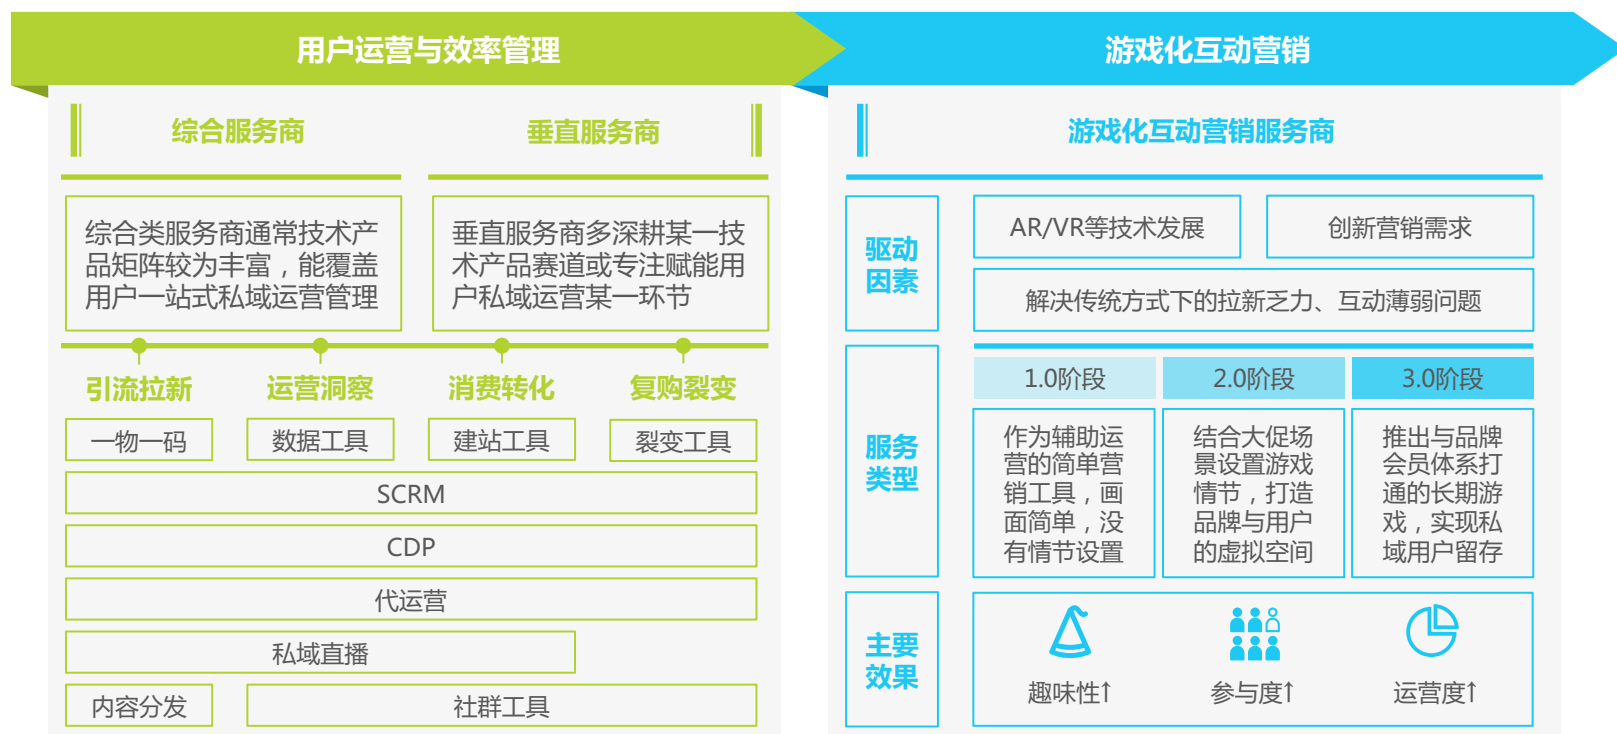 用户运营与效率管理
游戏化互动营销
综合服务商
垂直服务商
综合类服务商通常技术产
品矩阵较为丰富，能覆盖
用户一站式私域运营管理
垂直服务商多深耕某一技
术产品赛道或专注赋能用
户私域运营某一环节
引流拉新
运营洞察
消费转化
复购裂变
一物一码
数据工具
建站工具
裂变工具
SCRM
CDP
代运营
私域直播
内容分发
社群工具
游戏化互动营销服务商
驱动
因素
AR/VR等技术发展
创新营销需求
解决传统方式下的拉新乏力、互动薄弱问题
服务
类型
1.0阶段
2.0阶段
3.0阶段
作为辅助运
营的简单营
销工具，画
面简单，没
有情节设置
结合大促场
景设置游戏
情节，打造
品牌与用户
的虚拟空间
推出与品牌
会员体系打
通的长期游
戏，实现私
域用户留存
主要
效果
趣味性↑
参与度↑
运营度↑